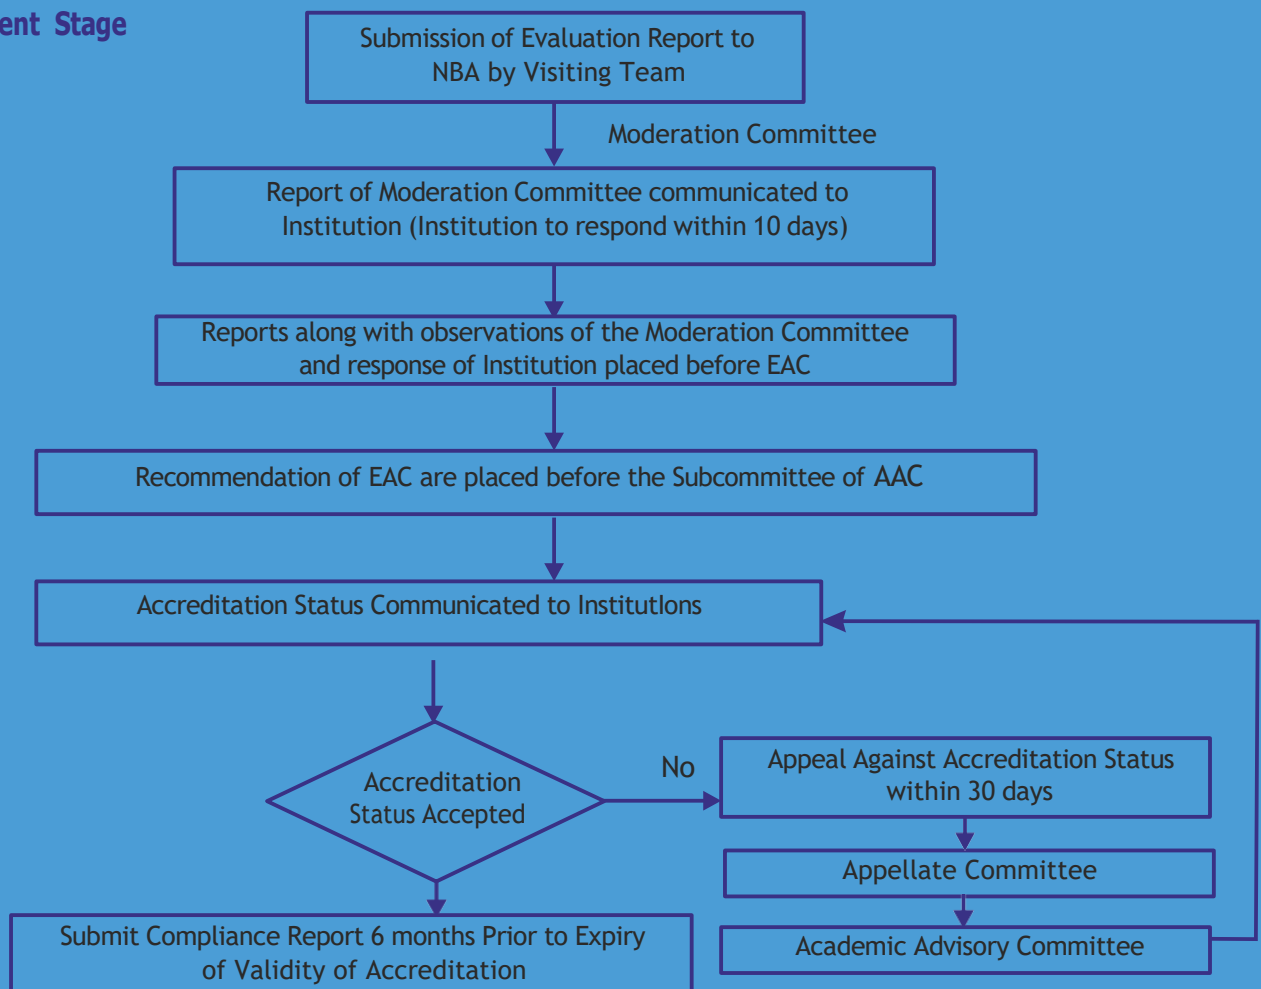 ent Stage
Submission of Evaluation Report to
NBA by Visiting Team
Moderation Committee
Report of Moderation Committee communicated to
Institution (Institution to respond within 10 days)
Reports along with observations of the Moderation Committee
and response of Institution placed before EAC
Recommendation of EAC are placed before the Subcommittee of AAC
Accreditation Status Communicated to InstitutIons
Accreditation
Status Accepted
No
Appeal Against Accreditation Status
within 30 days
Appellate Committee
Academic Advisory Committee
Submit Compliance Report 6 months Prior to Expiry
of Validity of Accreditation